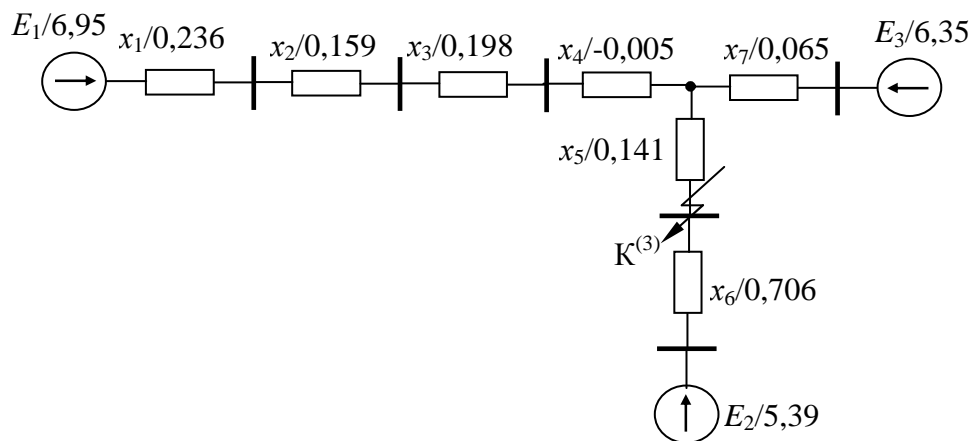 E₁/6,95
x₁/0,236
x₂/0,159
x₃/0,198
x₄/-0,005
x₇/0,065
E₃/6,35
x₅/0,141
К⁽³⁾
x₆/0,706
E₂/5,39